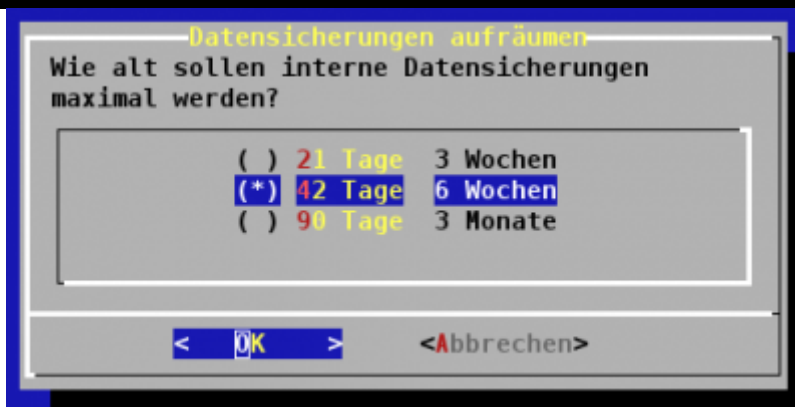 Datensicherungen aufräumen
Wie alt sollen interne Datensicherungen
maximal werden?
( ) 21 Tage 3 Wochen
(*) 42 Tage 6 Wochen
( ) 90 Tage 3 Monate
< OK > <Abbrechen>